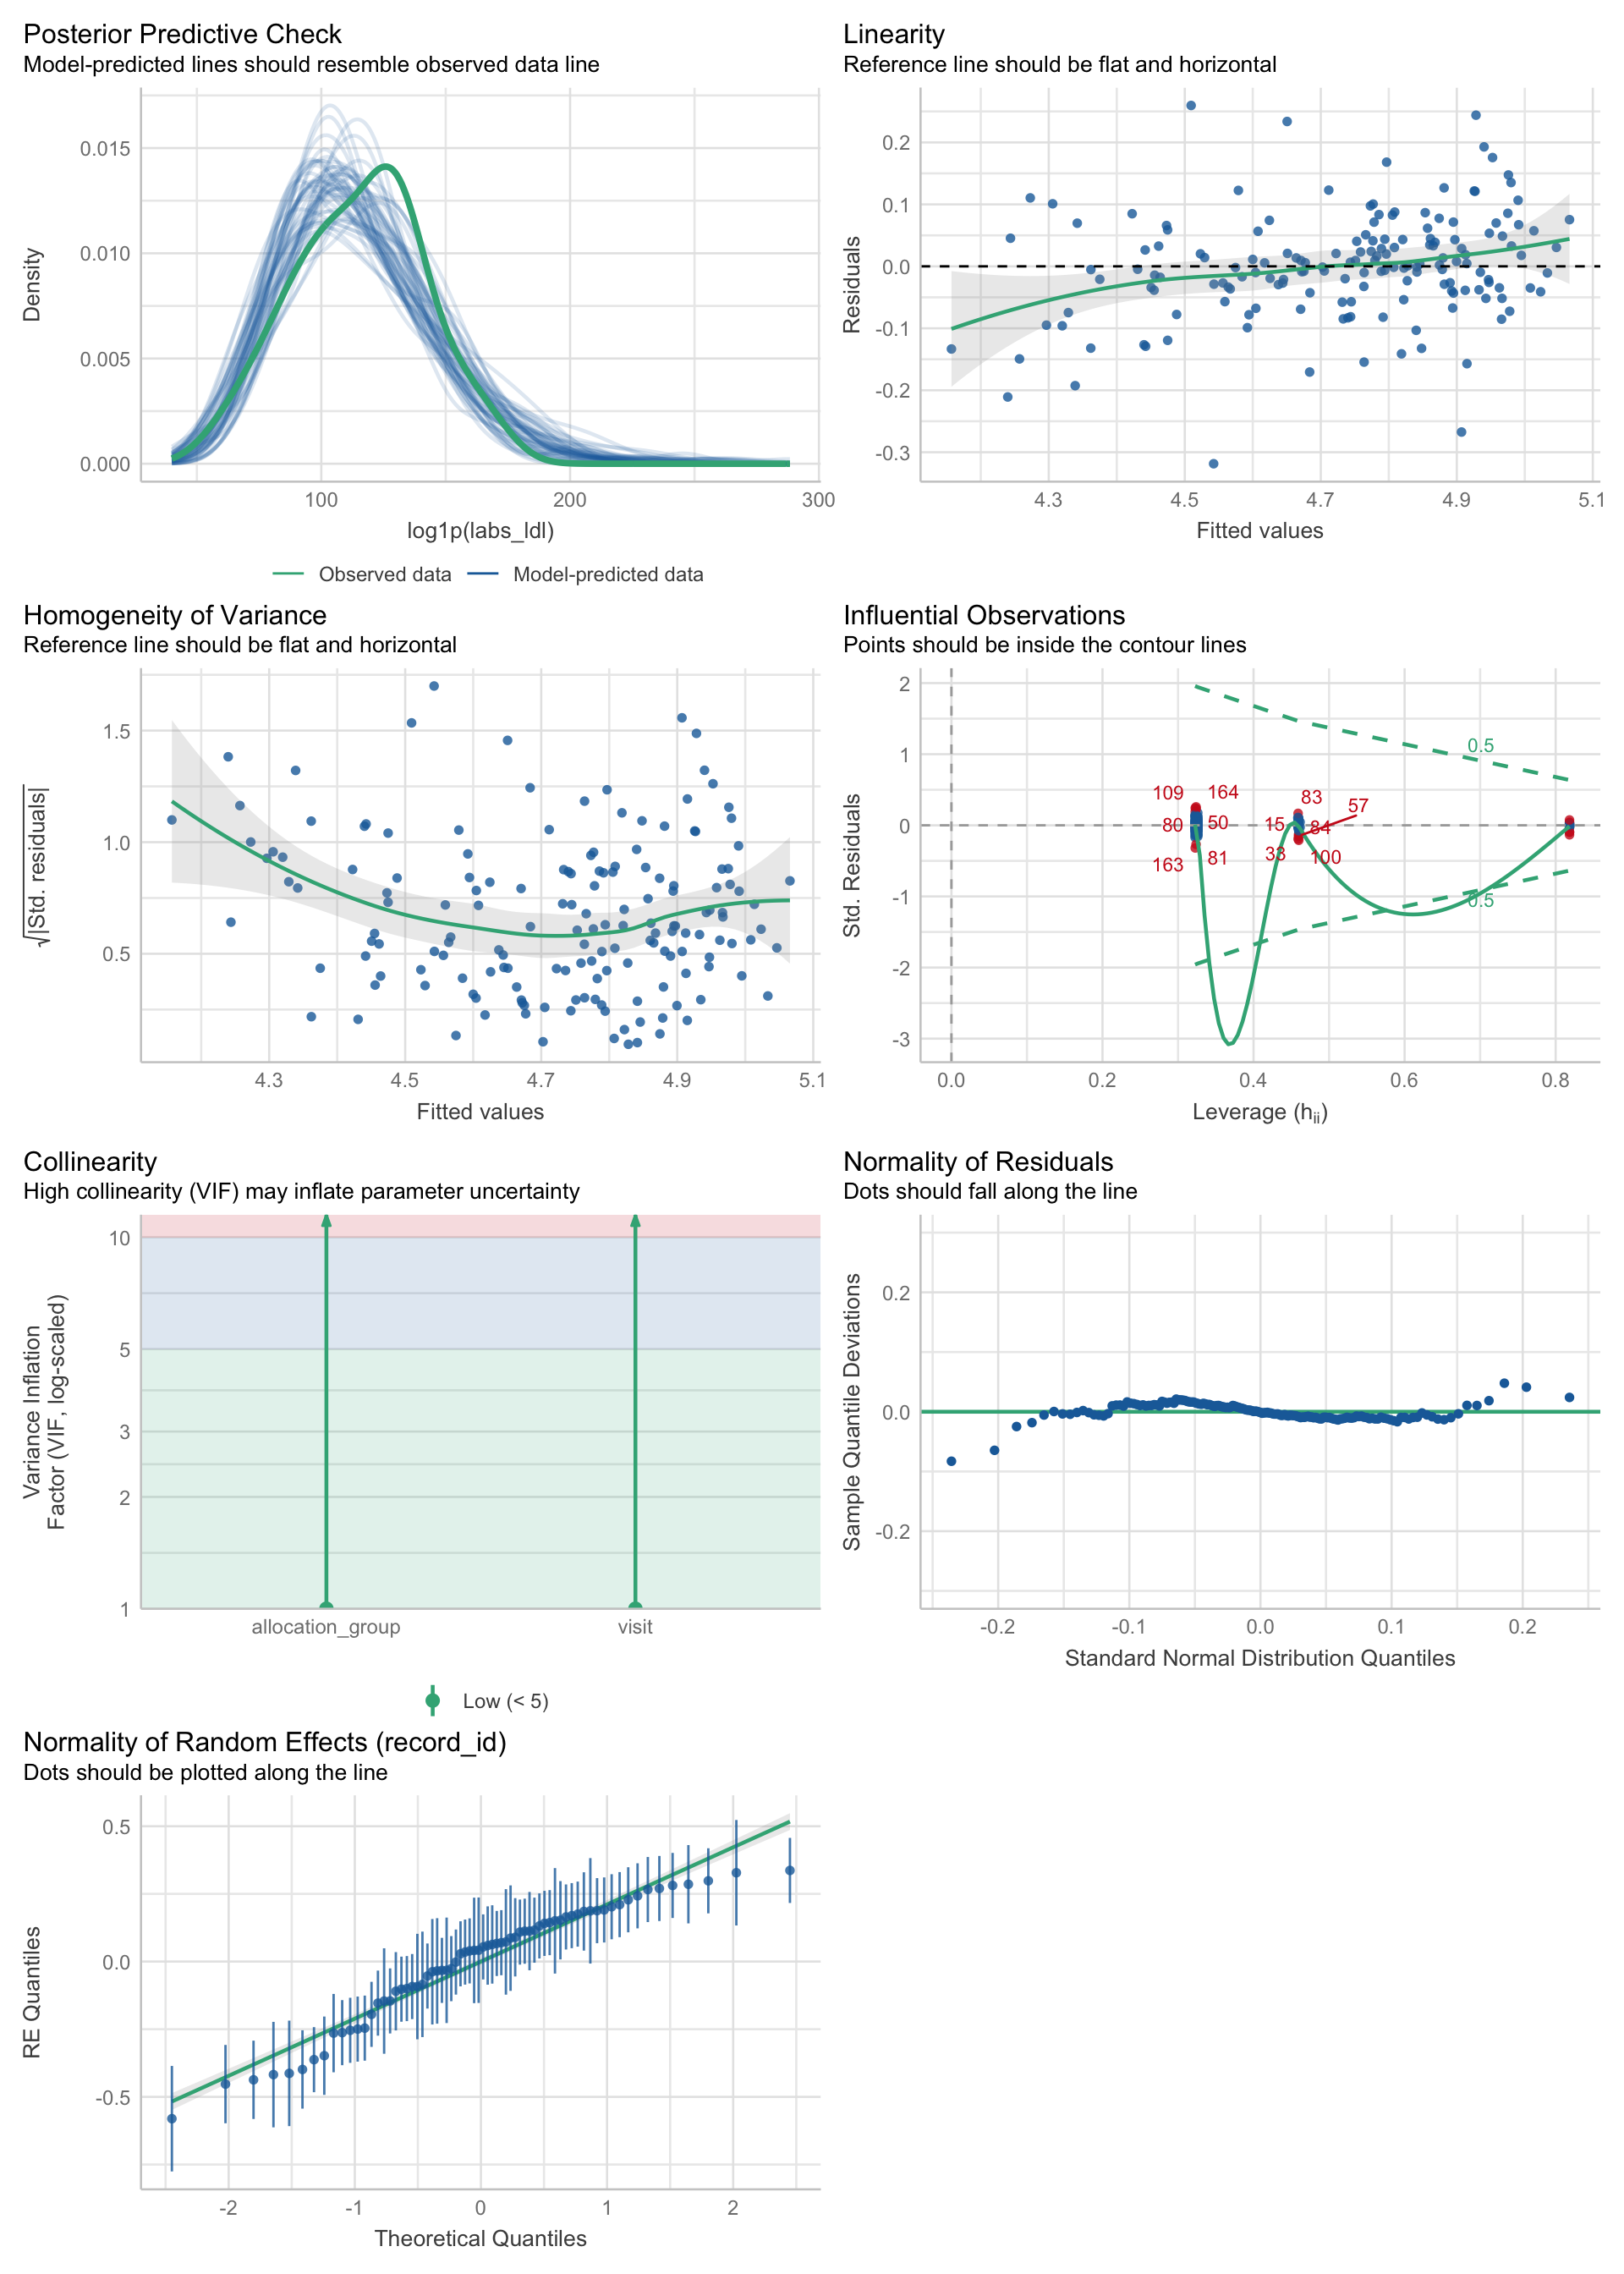 Posterior Predictive Check
Model-predicted lines should resemble observed data line
Density
0.015
0.010
0.005
0.000
100
200
300
log1p(labs_ldl)
Observed data
Model-predicted data
Linearity
Reference line should be flat and horizontal
Residuals
0.2
0.1
0.0
-0.1
-0.2
-0.3
4.3
4.5
4.7
4.9
5.1
Fitted values
Homogeneity of Variance
Reference line should be flat and horizontal
√|Std. residuals|
1.5
1.0
0.5
4.3
4.5
4.7
4.9
5.1
Fitted values
Influential Observations
Points should be inside the contour lines
Std. Residuals
2
1
0
-1
-2
-3
0.5
109
164
83
57
80
50
15
84
163
81
33
100
0.5
0.0
0.2
0.4
0.6
0.8
Leverage (hii)
Collinearity
High collinearity (VIF) may inflate parameter uncertainty
Variance Inflation
Factor (VIF, log-scaled)
10
5
3
2
1
allocation_group
visit
Low (< 5)
Normality of Residuals
Dots should fall along the line
Sample Quantile Deviations
0.2
0.0
-0.2
-0.2
-0.1
0.0
0.1
0.2
Standard Normal Distribution Quantiles
Normality of Random Effects (record_id)
Dots should be plotted along the line
RE Quantiles
0.5
0.0
-0.5
-2
-1
0
1
2
Theoretical Quantiles